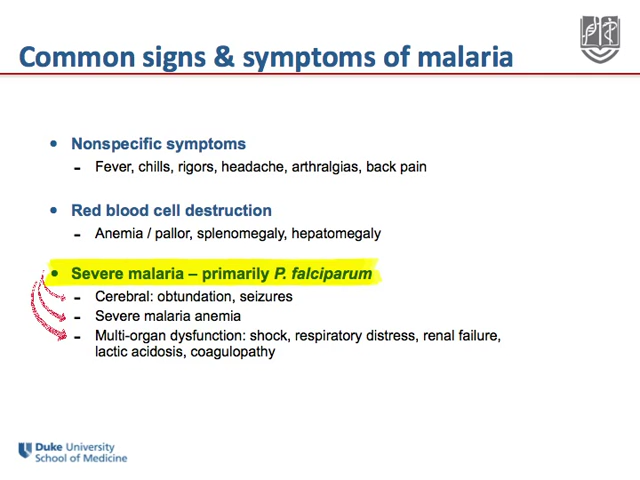 Common signs & symptoms of malaria
• Nonspecific symptoms
- Fever, chills, rigors, headache, arthralgias, back pain
• Red blood cell destruction
- Anemia / pallor, splenomegaly, hepatomegaly
• Severe malaria – primarily P. falciparum
- Cerebral: obtundation, seizures
- Severe malaria anemia
- Multi-organ dysfunction: shock, respiratory distress, renal failure,
lactic acidosis, coagulopathy
Duke University
School of Medicine